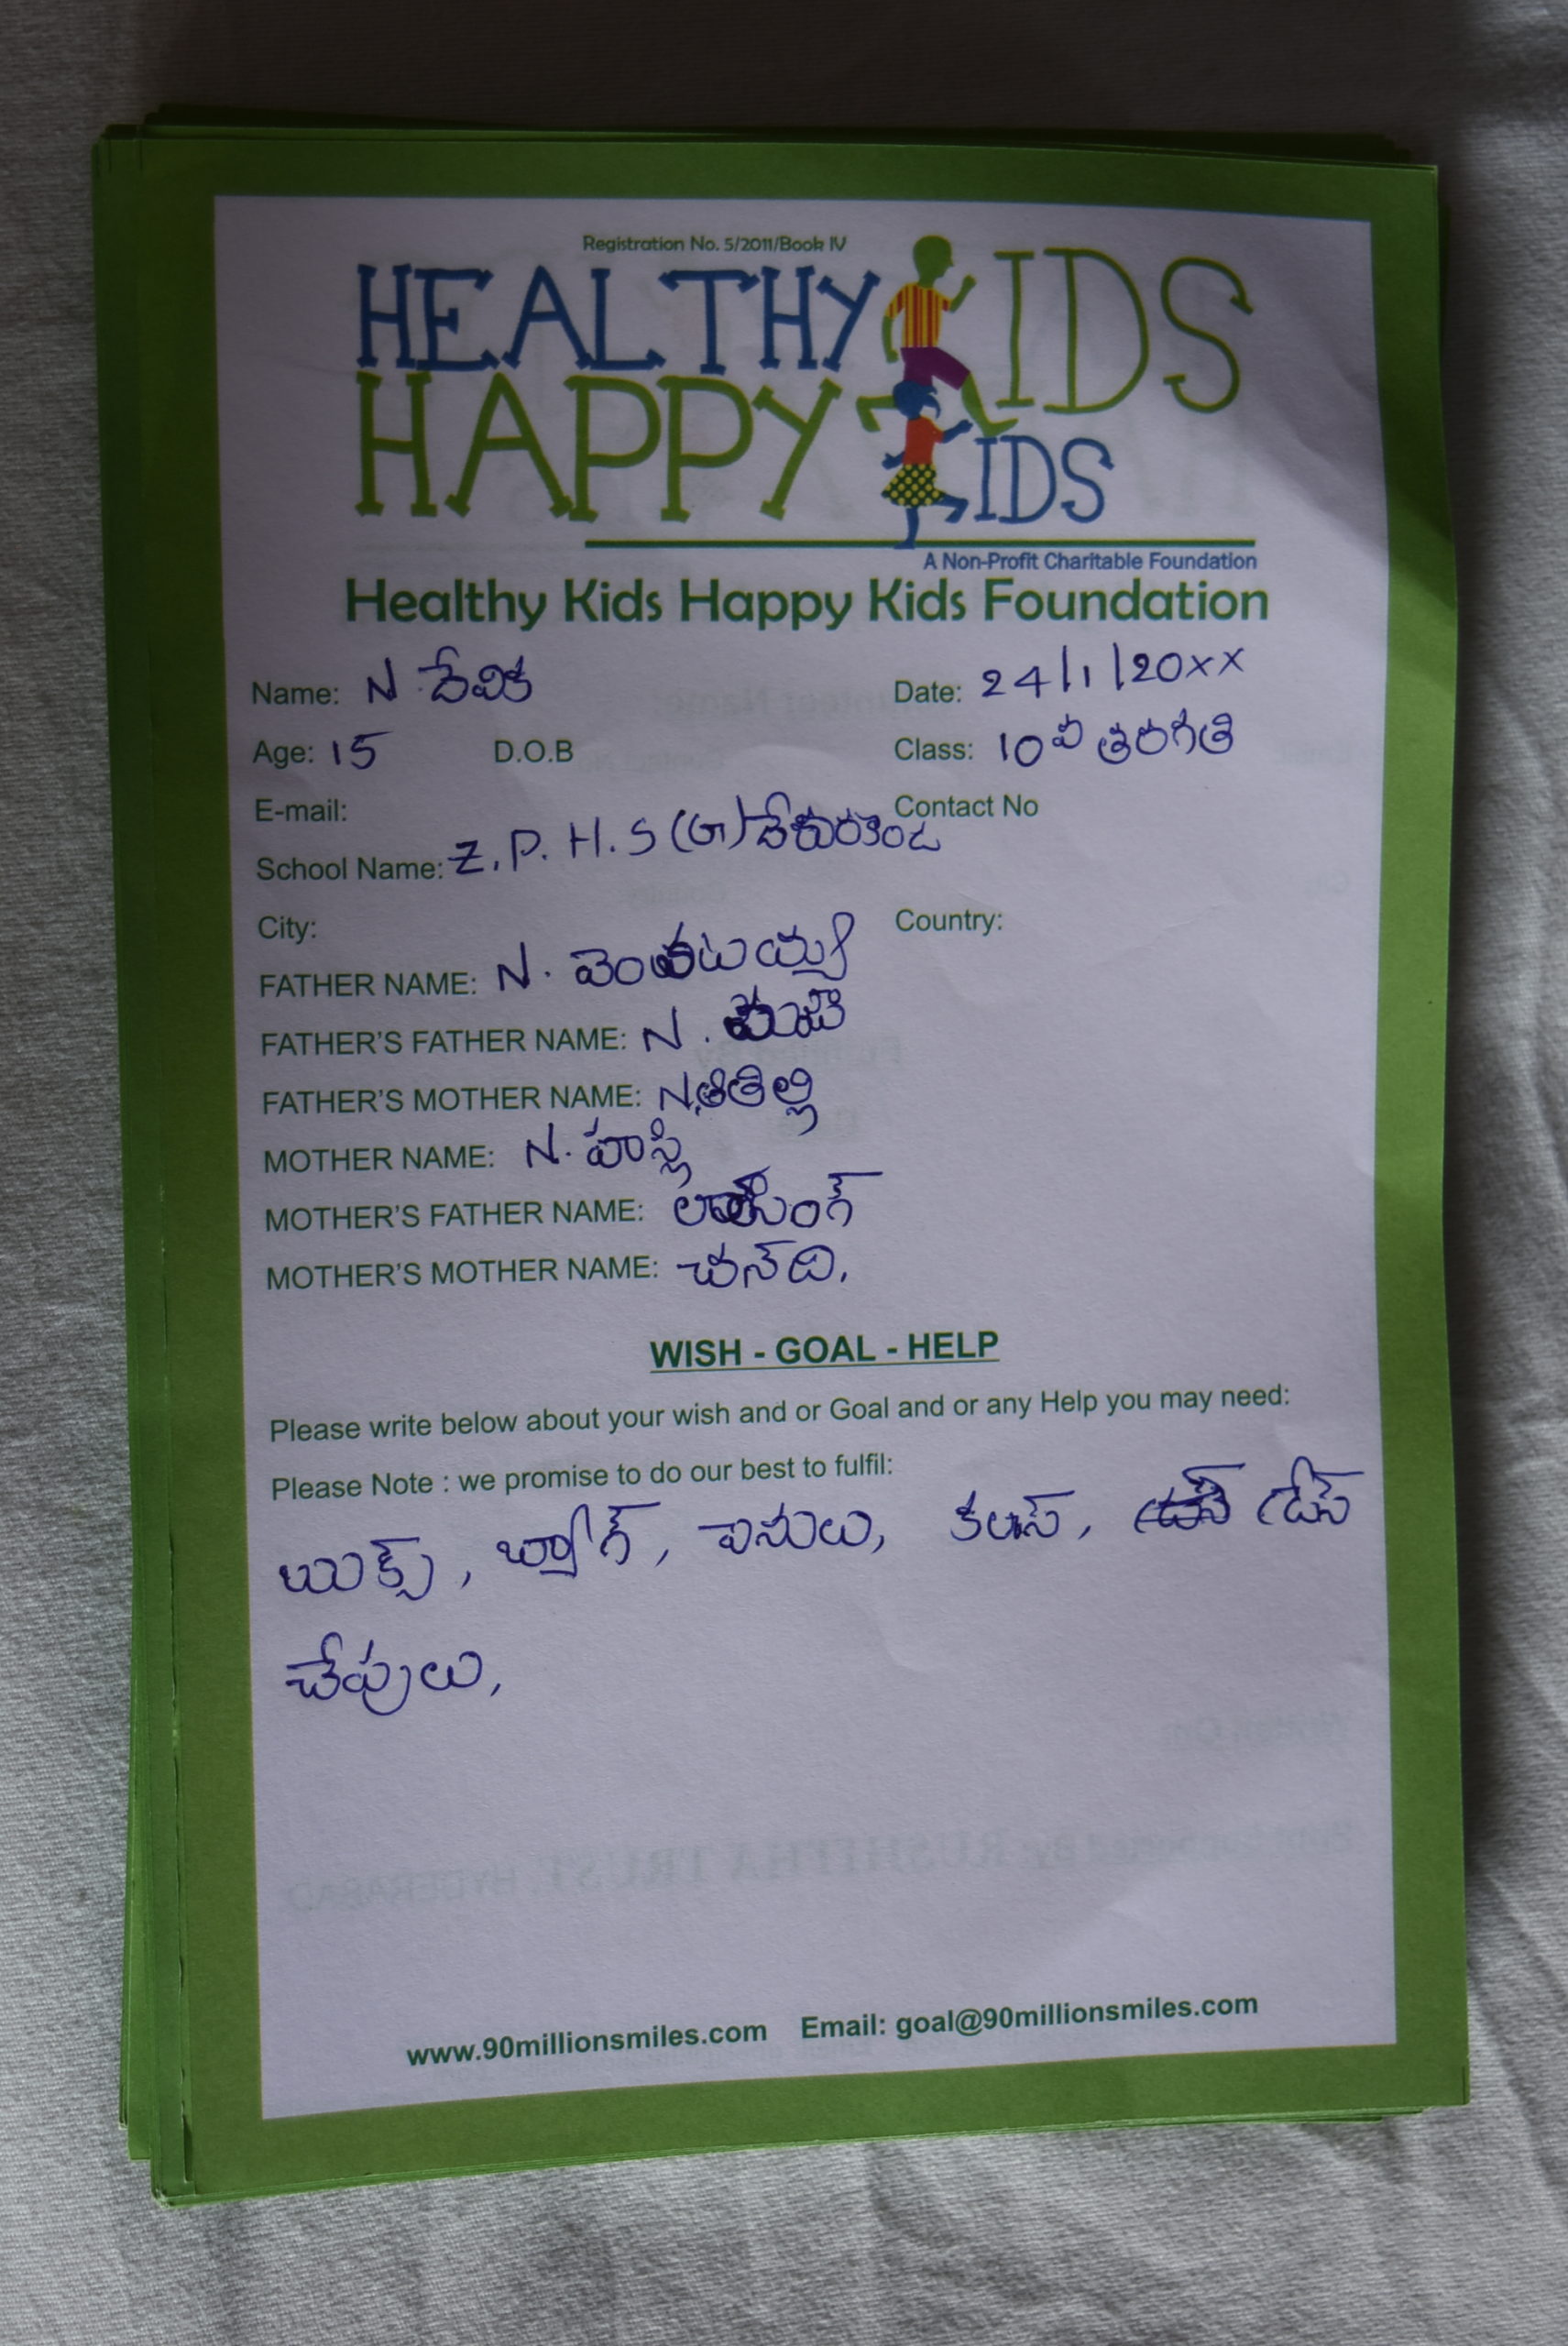 Registration No. 5/2011/Book IV
HEALTHY KIDS
HAPPY KIDS
A Non-Profit Charitable Foundation
Healthy Kids Happy Kids Foundation
Name: N. దేవిక Date: 24/1/20xx
Age: 15 D.O.B Class: 10వ తరగతి
E-mail: Contact No
School Name: Z.P.H.S (G) దేవరకొండ
City: Country:
FATHER NAME: N. వెంకటయ్య
FATHER'S FATHER NAME: N.
FATHER'S MOTHER NAME: N.
MOTHER NAME: N.
MOTHER'S FATHER NAME:
MOTHER'S MOTHER NAME:
WISH - GOAL - HELP
Please write below about your wish and or Goal and or any Help you may need:
Please Note : we promise to do our best to fulfil:
బుక్స్, బ్యాగ్, పెనులు, కలర్స్, డ్రెస్
చేపులు,
www.90millionsmiles.com Email: goal@90millionsmiles.com